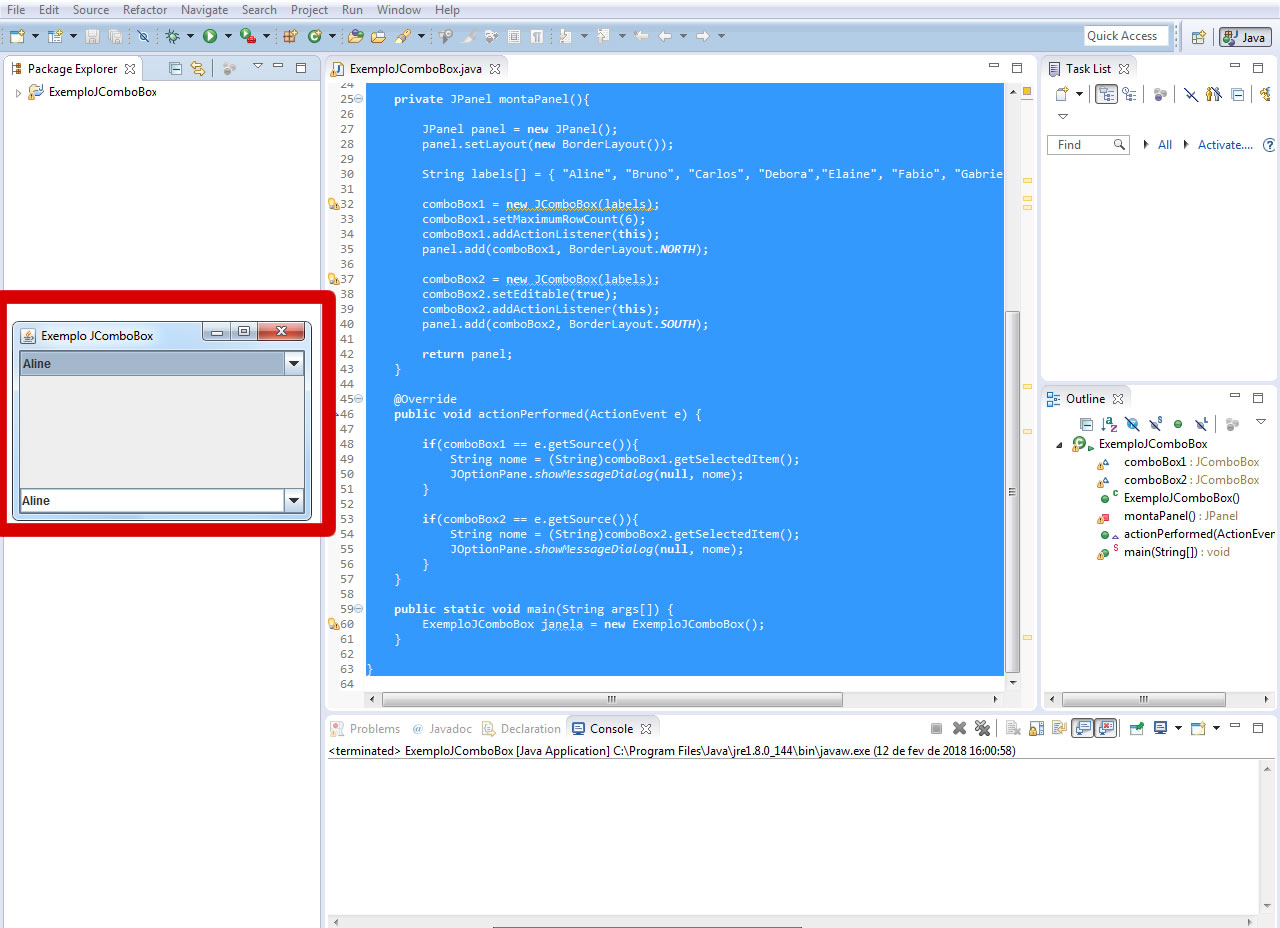 File Edit Source Refactor Navigate Search Project Run Window Help
Quick Access
Java
Package Explorer
ExemploJComboBox
Exemplo JComboBox
Aline
Aline
ExemploJComboBox.java
24
25 private JPanel montaPanel(){
26
27 JPanel panel = new JPanel();
28 panel.setLayout(new BorderLayout());
29
30 String labels[] = { "Aline", "Bruno", "Carlos", "Debora","Elaine", "Fabio", "Gabrie
31
32 comboBox1 = new JComboBox(labels);
33 comboBox1.setMaximumRowCount(6);
34 comboBox1.addActionListener(this);
35 panel.add(comboBox1, BorderLayout.NORTH);
36
37 comboBox2 = new JComboBox(labels);
38 comboBox2.setEditable(true);
39 comboBox2.addActionListener(this);
40 panel.add(comboBox2, BorderLayout.SOUTH);
41
42 return panel;
43 }
44
45 @Override
46 public void actionPerformed(ActionEvent e) {
47
48 if(comboBox1 == e.getSource()){
49 String nome = (String)comboBox1.getSelectedItem();
50 JOptionPane.showMessageDialog(null, nome);
51 }
52
53 if(comboBox2 == e.getSource()){
54 String nome = (String)comboBox2.getSelectedItem();
55 JOptionPane.showMessageDialog(null, nome);
56 }
57 }
58
59 public static void main(String args[]) {
60 ExemploJComboBox janela = new ExemploJComboBox();
61 }
62
63 }
64
Task List
Find All Activate....
Outline
ExemploJComboBox
comboBox1 : JComboBox
comboBox2 : JComboBox
ExemploJComboBox()
montaPanel() : JPanel
actionPerformed(ActionEver
main(String[]) : void
Problems @ Javadoc Declaration Console
<terminated> ExemploJComboBox [Java Application] C:\Program Files\Java\jre1.8.0_144\bin\javaw.exe (12 de fev de 2018 16:00:58)